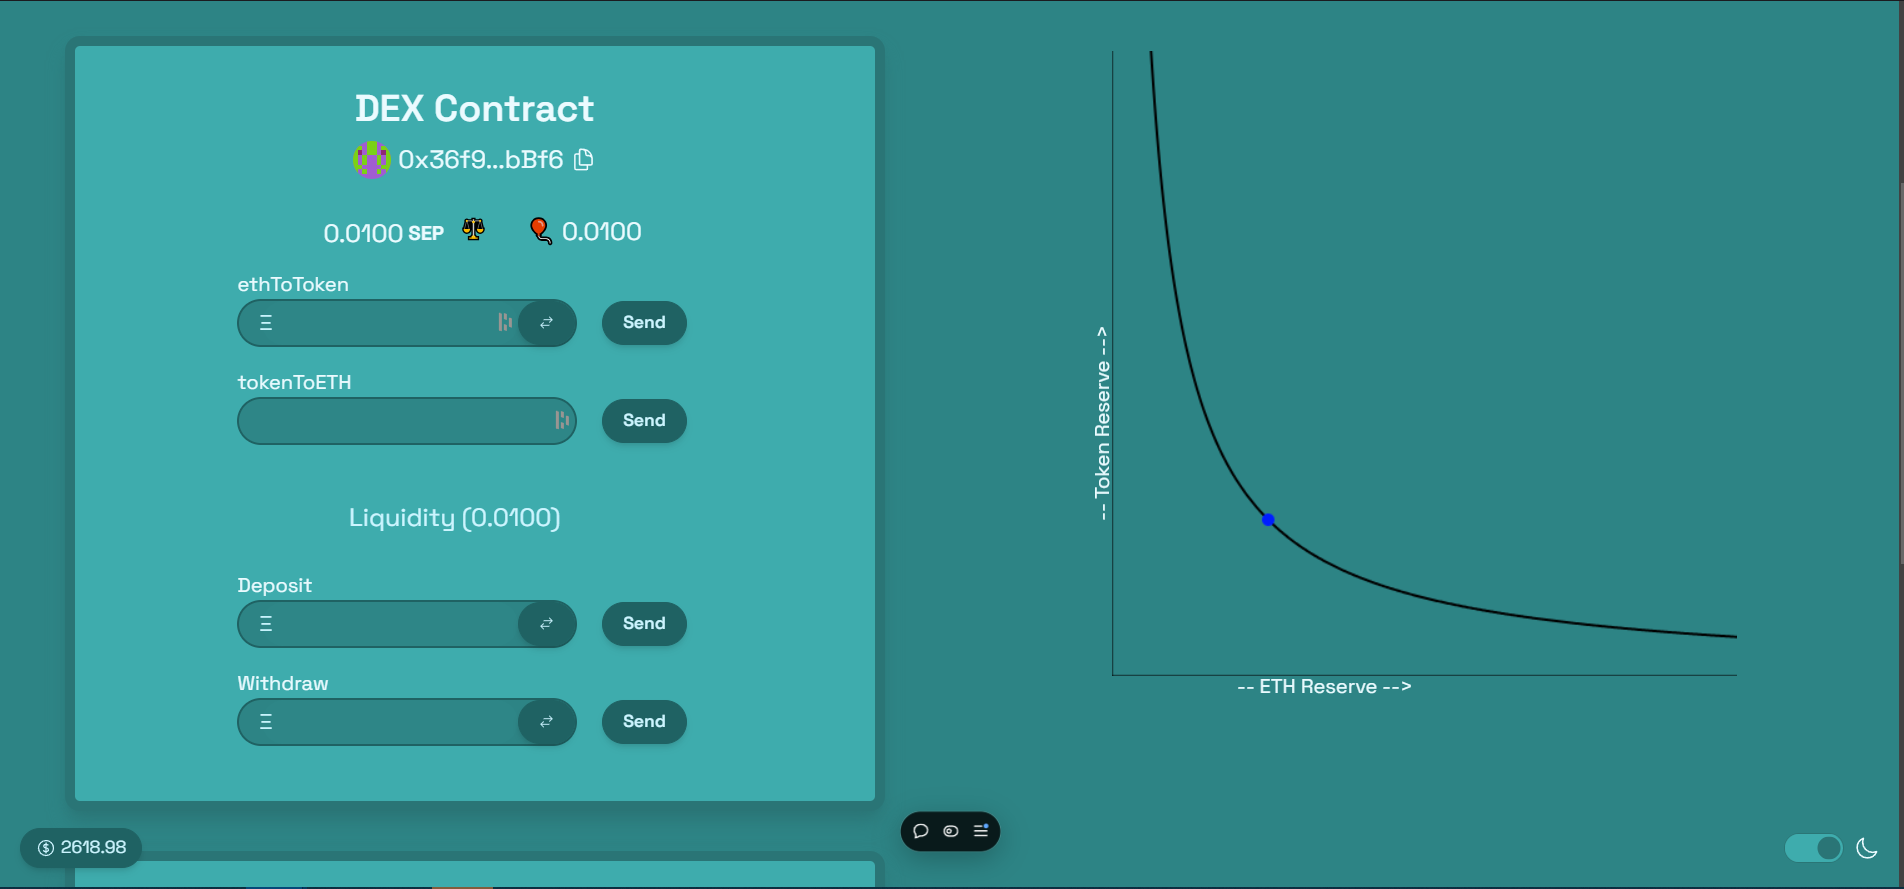 DEX Contract
0x36f9...bBf6
0.0100 SEP
0.0100
ethToToken
Ξ
Send
tokenToETH
Send
Liquidity (0.0100)
Deposit
Ξ
Send
Withdraw
Ξ
Send
-- Token Reserve -->
-- ETH Reserve -->
2618.98